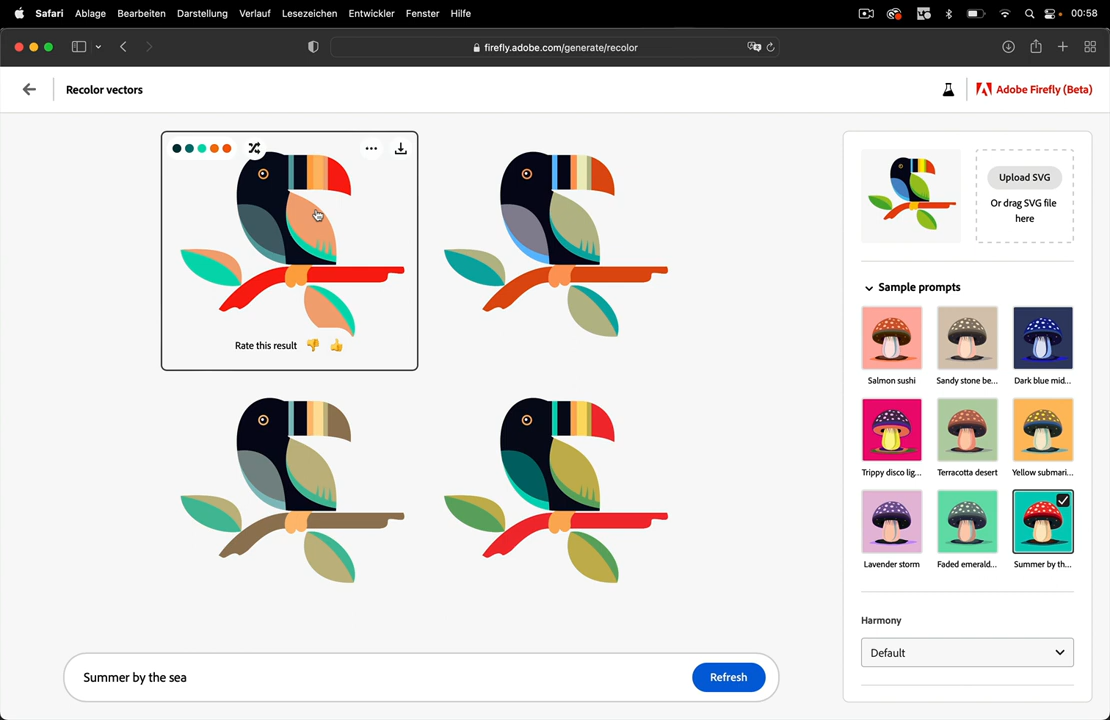 Safari Ablage Bearbeiten Darstellung Verlauf Lesezeichen Entwickler Fenster Hilfe 00:58
firefly.adobe.com/generate/recolor
Recolor vectors
Adobe Firefly (Beta)
Upload SVG
Or drag SVG file
here
Sample prompts
Salmon sushi Sandy stone be... Dark blue mid...
Trippy disco lig... Terracotta desert Yellow submari...
Lavender storm Faded emerald... Summer by th...
Rate this result
Harmony
Default
Summer by the sea
Refresh